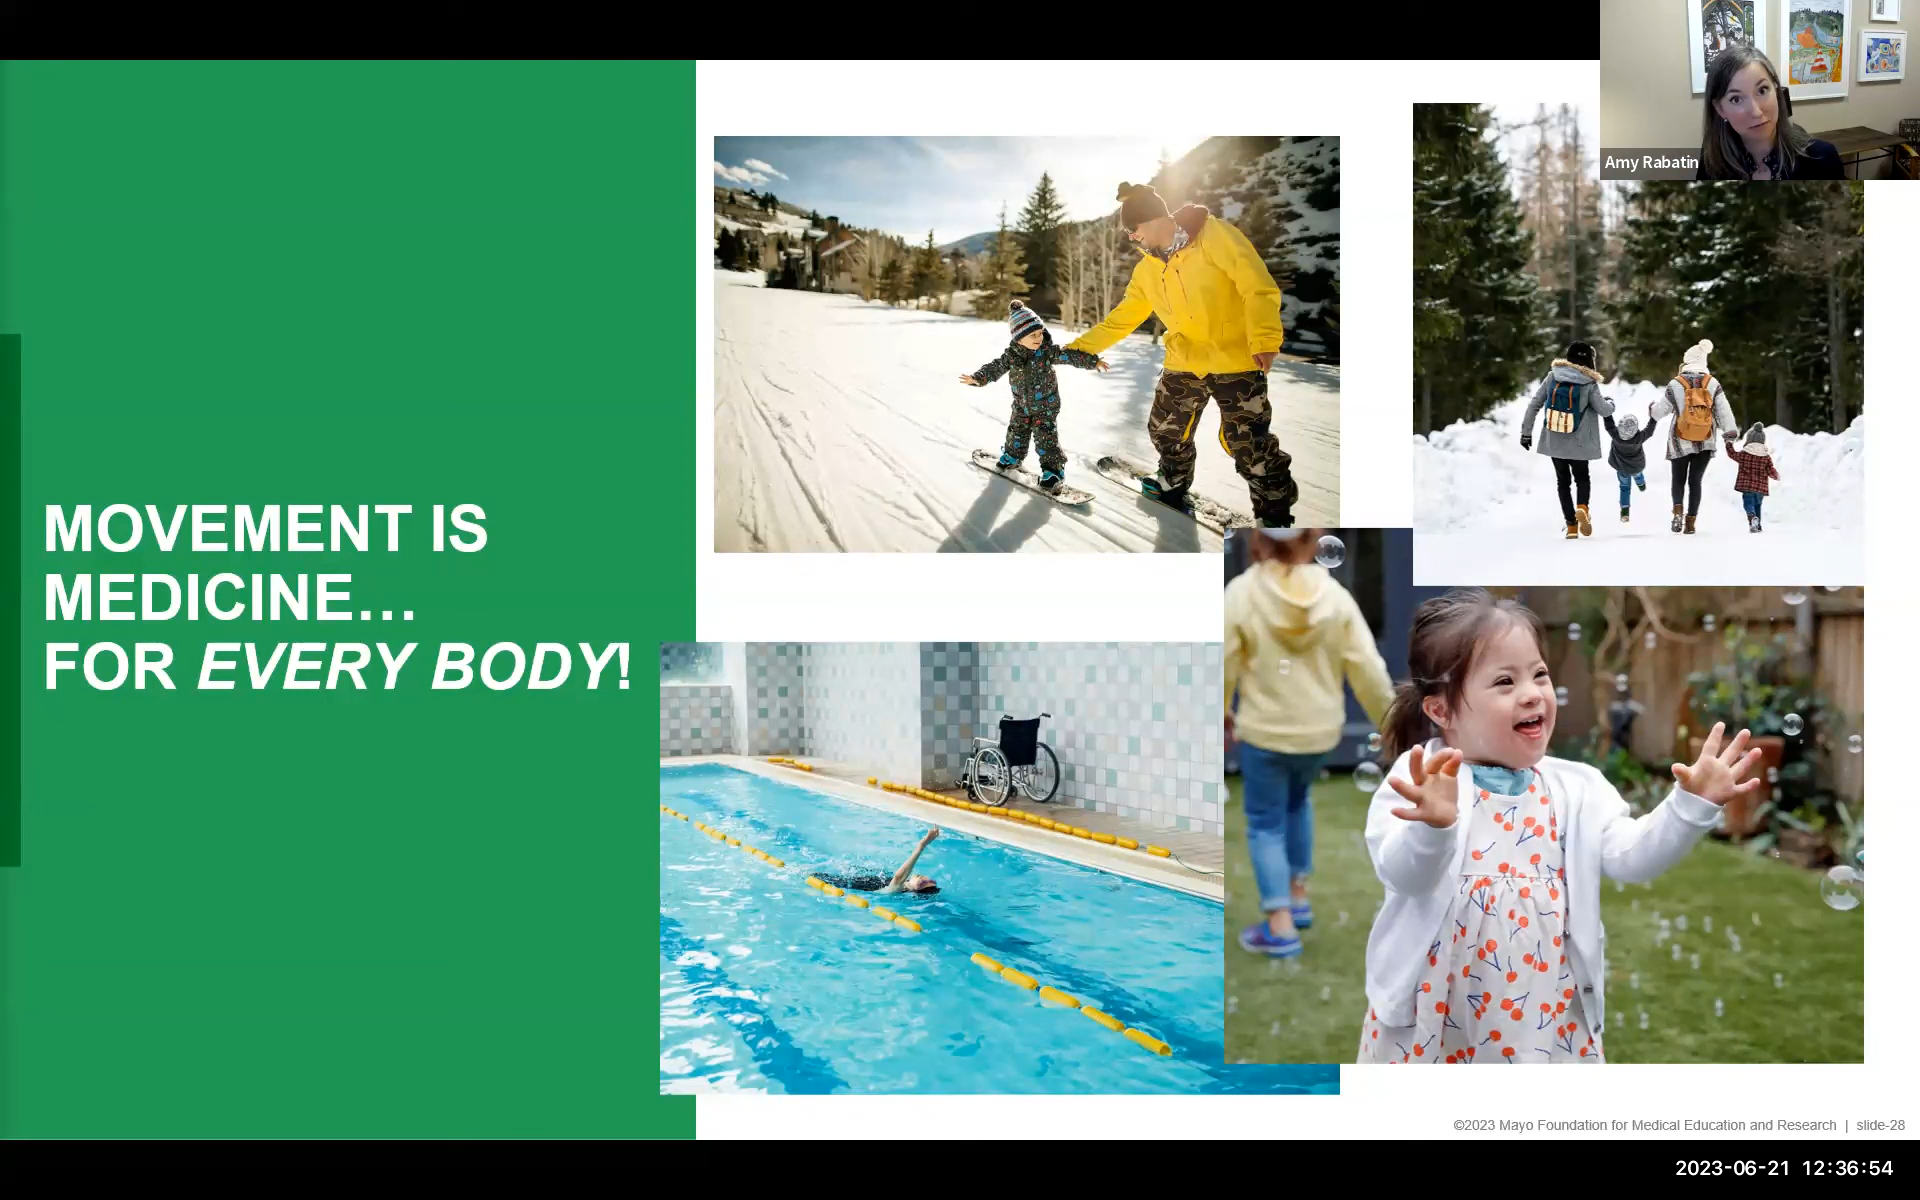 Amy Rabatin
MOVEMENT IS
MEDICINE…
FOR EVERY BODY!
©2023 Mayo Foundation for Medical Education and Research | slide-28
2023-06-21 12:36:54